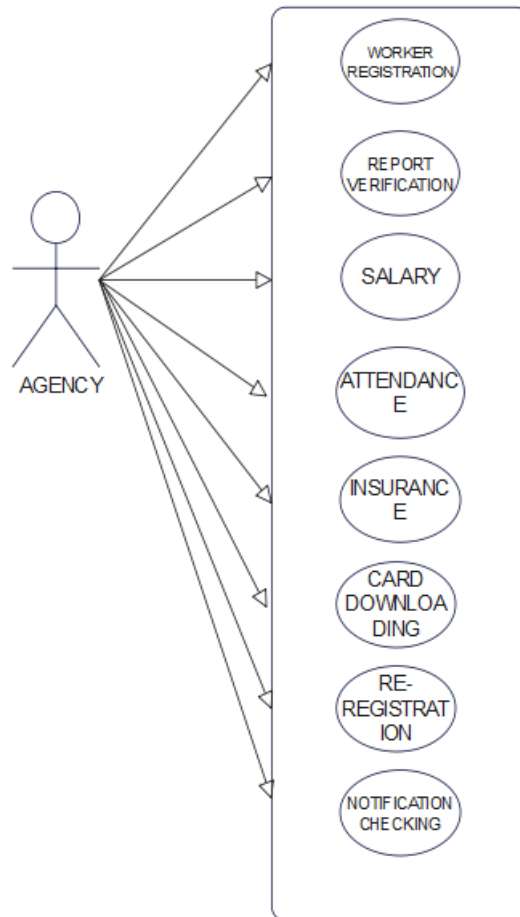 WORKER
REGISTRATION
REPORT
VERIFICATION
SALARY
AGENCY
ATTENDANC
E
INSURANC
E
CARD
DOWNLOA
DING
RE-
REGISTRAT
ION
NOTIFICATION
CHECKING